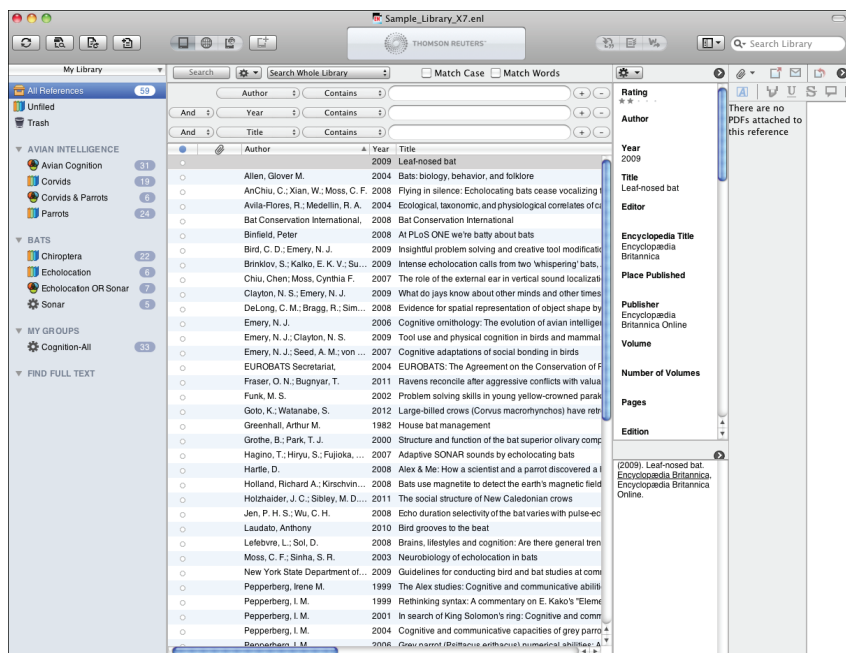 Sample_Library_X7.enl
THOMSON REUTERS™
Search Library
My Library
All References 59
Unfiled
Trash
AVIAN INTELLIGENCE
Avian Cognition 31
Corvids 19
Corvids & Parrots 6
Parrots 24
BATS
Chiroptera 22
Echolocation 6
Echolocation OR Sonar 7
Sonar 5
MY GROUPS
Cognition-All 33
FIND FULL TEXT
Search Search Whole Library Match Case Match Words
Author Contains
And Year Contains
And Title Contains
Author Year Title
2009 Leaf-nosed bat
Allen, Glover M. 2004 Bats: biology, behavior, and folklore
AnChiu, C.; Xian, W.; Moss, C. F. 2008 Flying in silence: Echolocating bats cease vocalizing
Avila-Flores, R.; Medellin, R. A. 2004 Ecological, taxonomic, and physiological correlates of
Bat Conservation International, 2008 Bat Conservation International
Binfield, Peter 2008 At PLoS ONE we're batty about bats
Bird, C. D.; Emery, N. J. 2009 Insightful problem solving and creative tool
Brinklov, S.; Kalko, E. K. V.; Su... 2009 Intense echolocation calls from two 'whispering' bats,
Chiu, Chen; Moss, Cynthia F. 2007 The role of the external ear in vertical sound
Clayton, N. S.; Emery, N. J. 2009 What do jays know about other minds and other times
DeLong, C. M.; Bragg, R.; Sim... 2008 Evidence for spatial representation of object shape by
Emery, N. J. 2006 Cognitive ornithology: The evolution of avian
Emery, N. J.; Clayton, N. S. 2009 Tool use and physical cognition in birds and
Emery, N. J.; Seed, A. M.; von ... 2007 Cognitive adaptations of social bonding in birds
EUROBATS Secretariat, 2004 EUROBATS: The Agreement on the Conservation of
Fraser, O. N.; Bugnyar, T. 2011 Ravens reconcile after aggressive conflicts with
Funk, M. S. 2002 Problem solving skills in young yellow-crowned
Goto, K.; Watanabe, S. 2012 Large-billed crows (Corvus macrorhynchos) have
Greenhall, Arthur M. 1982 House bat management
Grothe, B.; Park, T. J. 2000 Structure and function of the bat superior olivary
Hagino, T.; Hiryu, S.; Fujioka, ... 2007 Adaptive SONAR sounds by echolocating bats
Hartle, D. 2008 Alex & Me: How a scientist and a parrot discovered a
Holland, Richard A.; Kirschvin... 2008 Bats use magnetite to detect the earth's magnetic field
Holzhaider, J. C.; Sibley, M. D.... 2011 The social structure of New Caledonian crows
Jen, P. H. S.; Wu, C. H. 2008 Echo duration selectivity of the bat varies with
Laudato, Anthony 2010 Bird grooves to the beat
Lefebvre, L.; Sol, D. 2008 Brains, lifestyles and cognition: Are there general
Moss, C. F.; Sinha, S. R. 2003 Neurobiology of echolocation in bats
New York State Department of... 2009 Guidelines for conducting bird and bat studies at
Pepperberg, Irene M. 1999 The Alex studies: Cognitive and communicative
Pepperberg, I. M. 1999 Rethinking syntax: A commentary on E. Kako's
Pepperberg, I. M. 2001 In search of King Solomon's ring: Cognitive and
Pepperberg, I. M. 2004 Cognitive and communicative capacities of grey
Pepperberg, I. M. 2006 Grey parrot (Psittacus erithacus) numerical abilities: A
Rating
Author
Year
2009
Title
Leaf-nosed bat
Editor
Encyclopedia Title
Encyclopædia
Britannica
Place Published
Publisher
Encyclopædia
Britannica Online
Volume
Number of Volumes
Pages
Edition
(2009). Leaf-nosed bat.
Encyclopædia Britannica,
Encyclopædia Britannica
Online.
There are no
PDFs attached to
this reference